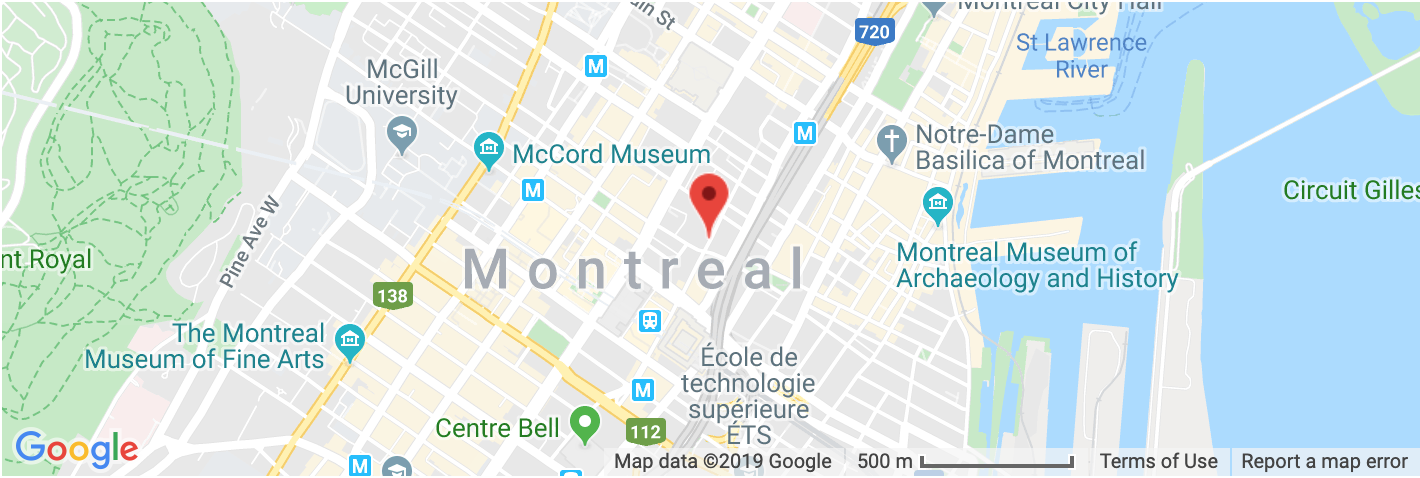 Montreal City Hall
St
720
St Lawrence
River
M
McGill
University
M
Notre-Dame
Basilica of Montreal
McCord Museum
M
Circuit Gilles
Pine Ave W
nt Royal
Montreal
Montreal Museum of
Archaeology and History
138
The Montreal
Museum of Fine Arts
École de
technologie
supérieure
ÉTS
M
Centre Bell
112
Google
M
Map data ©2019 Google
500 m
Terms of Use
Report a map error